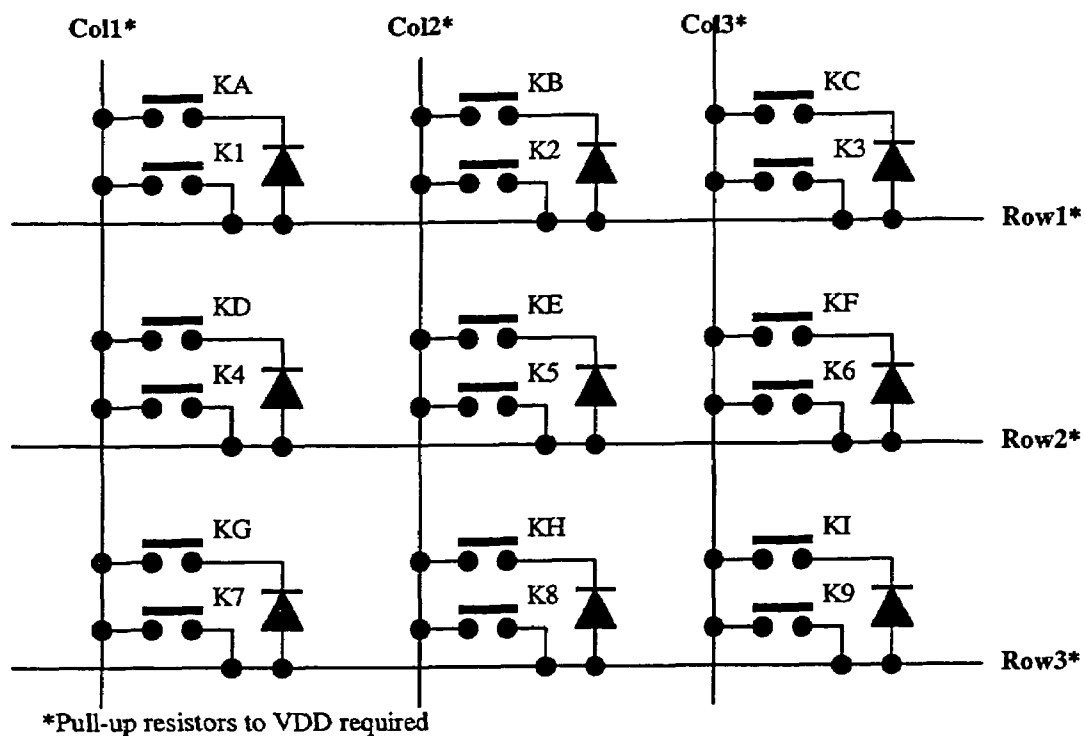 Col1* Col2* Col3*
KA KB KC
K1 K2 K3
Row1*
KD KE KF
K4 K5 K6
Row2*
KG KH KI
K7 K8 K9
Row3*
*Pull-up resistors to VDD required